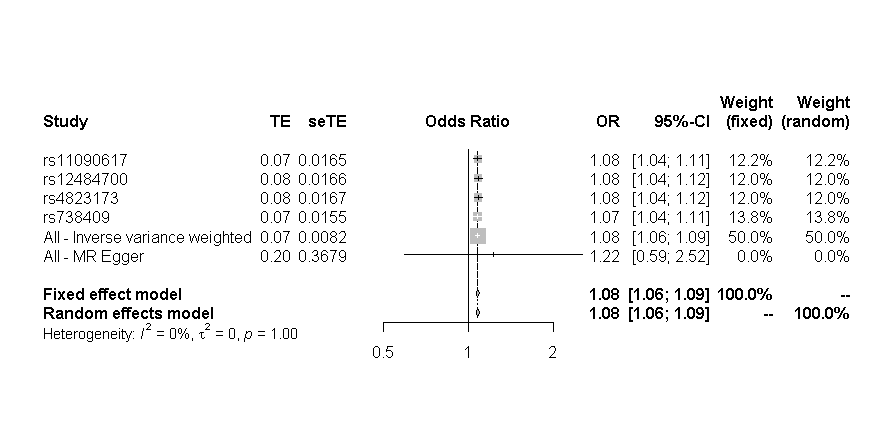 Weight Weight
Study TE seTE Odds Ratio OR 95%-CI (fixed) (random)
rs11090617 0.07 0.0165 1.08 [1.04; 1.11] 12.2% 12.2%
rs12484700 0.08 0.0166 1.08 [1.04; 1.12] 12.0% 12.0%
rs4823173 0.08 0.0167 1.08 [1.04; 1.12] 12.0% 12.0%
rs738409 0.07 0.0155 1.07 [1.04; 1.11] 13.8% 13.8%
All - Inverse variance weighted 0.07 0.0082 1.08 [1.06; 1.09] 50.0% 50.0%
All - MR Egger 0.20 0.3679 1.22 [0.59; 2.52] 0.0% 0.0%
Fixed effect model 1.08 [1.06; 1.09] 100.0% --
Random effects model 1.08 [1.06; 1.09] -- 100.0%
Heterogeneity: I² = 0%, τ² = 0, p = 1.00
0.5 1 2